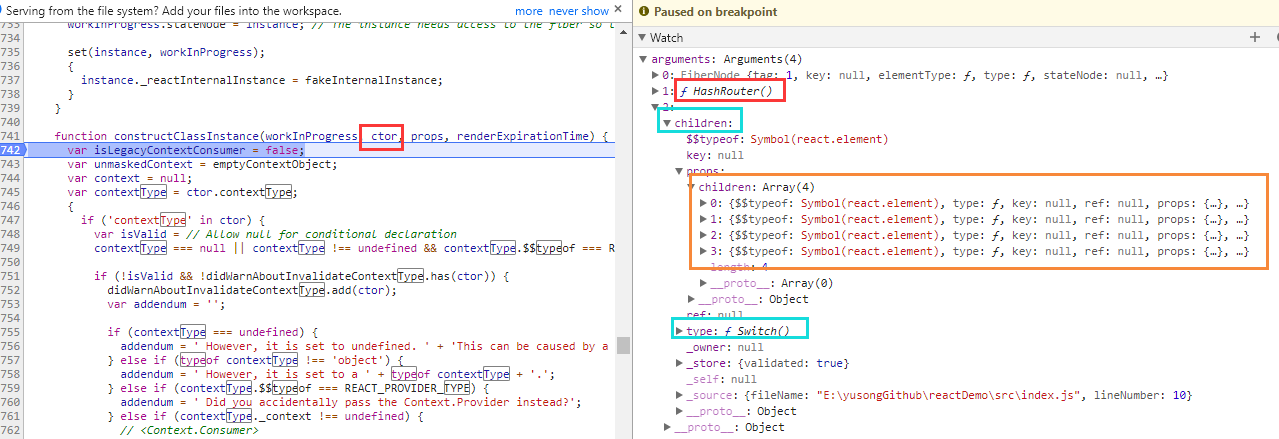 Serving from the file system? Add your files into the workspace. more never show ×
735 workInProgress.stateNode = instance; // The instance needs access to the fiber so t
734
735 set(instance, workInProgress);
736 {
737 instance._reactInternalInstance = fakeInternalInstance;
738 }
739 }
740
741 function constructClassInstance(workInProgress, ctor, props, renderExpirationTime) {
742 var isLegacyContextConsumer = false;
743 var unmaskedContext = emptyContextObject;
744 var context = null;
745 var contextType = ctor.contextType;
746 {
747 if ('contextType' in ctor) {
748 var isValid = // Allow null for conditional declaration
749 contextType === null || contextType !== undefined && contextType.$$typeof === R
750
751 if (!isValid && !didWarnAboutInvalidateContextType.has(ctor)) {
752 didWarnAboutInvalidateContextType.add(ctor);
753 var addendum = '';
754
755 if (contextType === undefined) {
756 addendum = ' However, it is set to undefined. ' + 'This can be caused by a
757 } else if (typeof contextType !== 'object') {
758 addendum = ' However, it is set to a ' + typeof contextType + '.';
759 } else if (contextType.$$typeof === REACT_PROVIDER_TYPE) {
760 addendum = ' Did you accidentally pass the Context.Provider instead?';
761 } else if (contextType._context !== undefined) {
762 // <Context.Consumer>
Paused on breakpoint
Watch
arguments: Arguments(4)
0: FiberNode {tag: 1, key: null, elementType: ƒ, type: ƒ, stateNode: null, …}
1: ƒ HashRouter()
2:
children:
$$typeof: Symbol(react.element)
key: null
props:
children: Array(4)
0: {$$typeof: Symbol(react.element), type: ƒ, key: null, ref: null, props: {…}, …}
1: {$$typeof: Symbol(react.element), type: ƒ, key: null, ref: null, props: {…}, …}
2: {$$typeof: Symbol(react.element), type: ƒ, key: null, ref: null, props: {…}, …}
3: {$$typeof: Symbol(react.element), type: ƒ, key: null, ref: null, props: {…}, …}
length: 4
__proto__: Array(0)
__proto__: Object
ref: null
type: ƒ Switch()
_owner: null
_store: {validated: true}
_self: null
_source: {fileName: "E:\yusongGithub\reactDemo\src\index.js", lineNumber: 10}
__proto__: Object
__proto__: Object